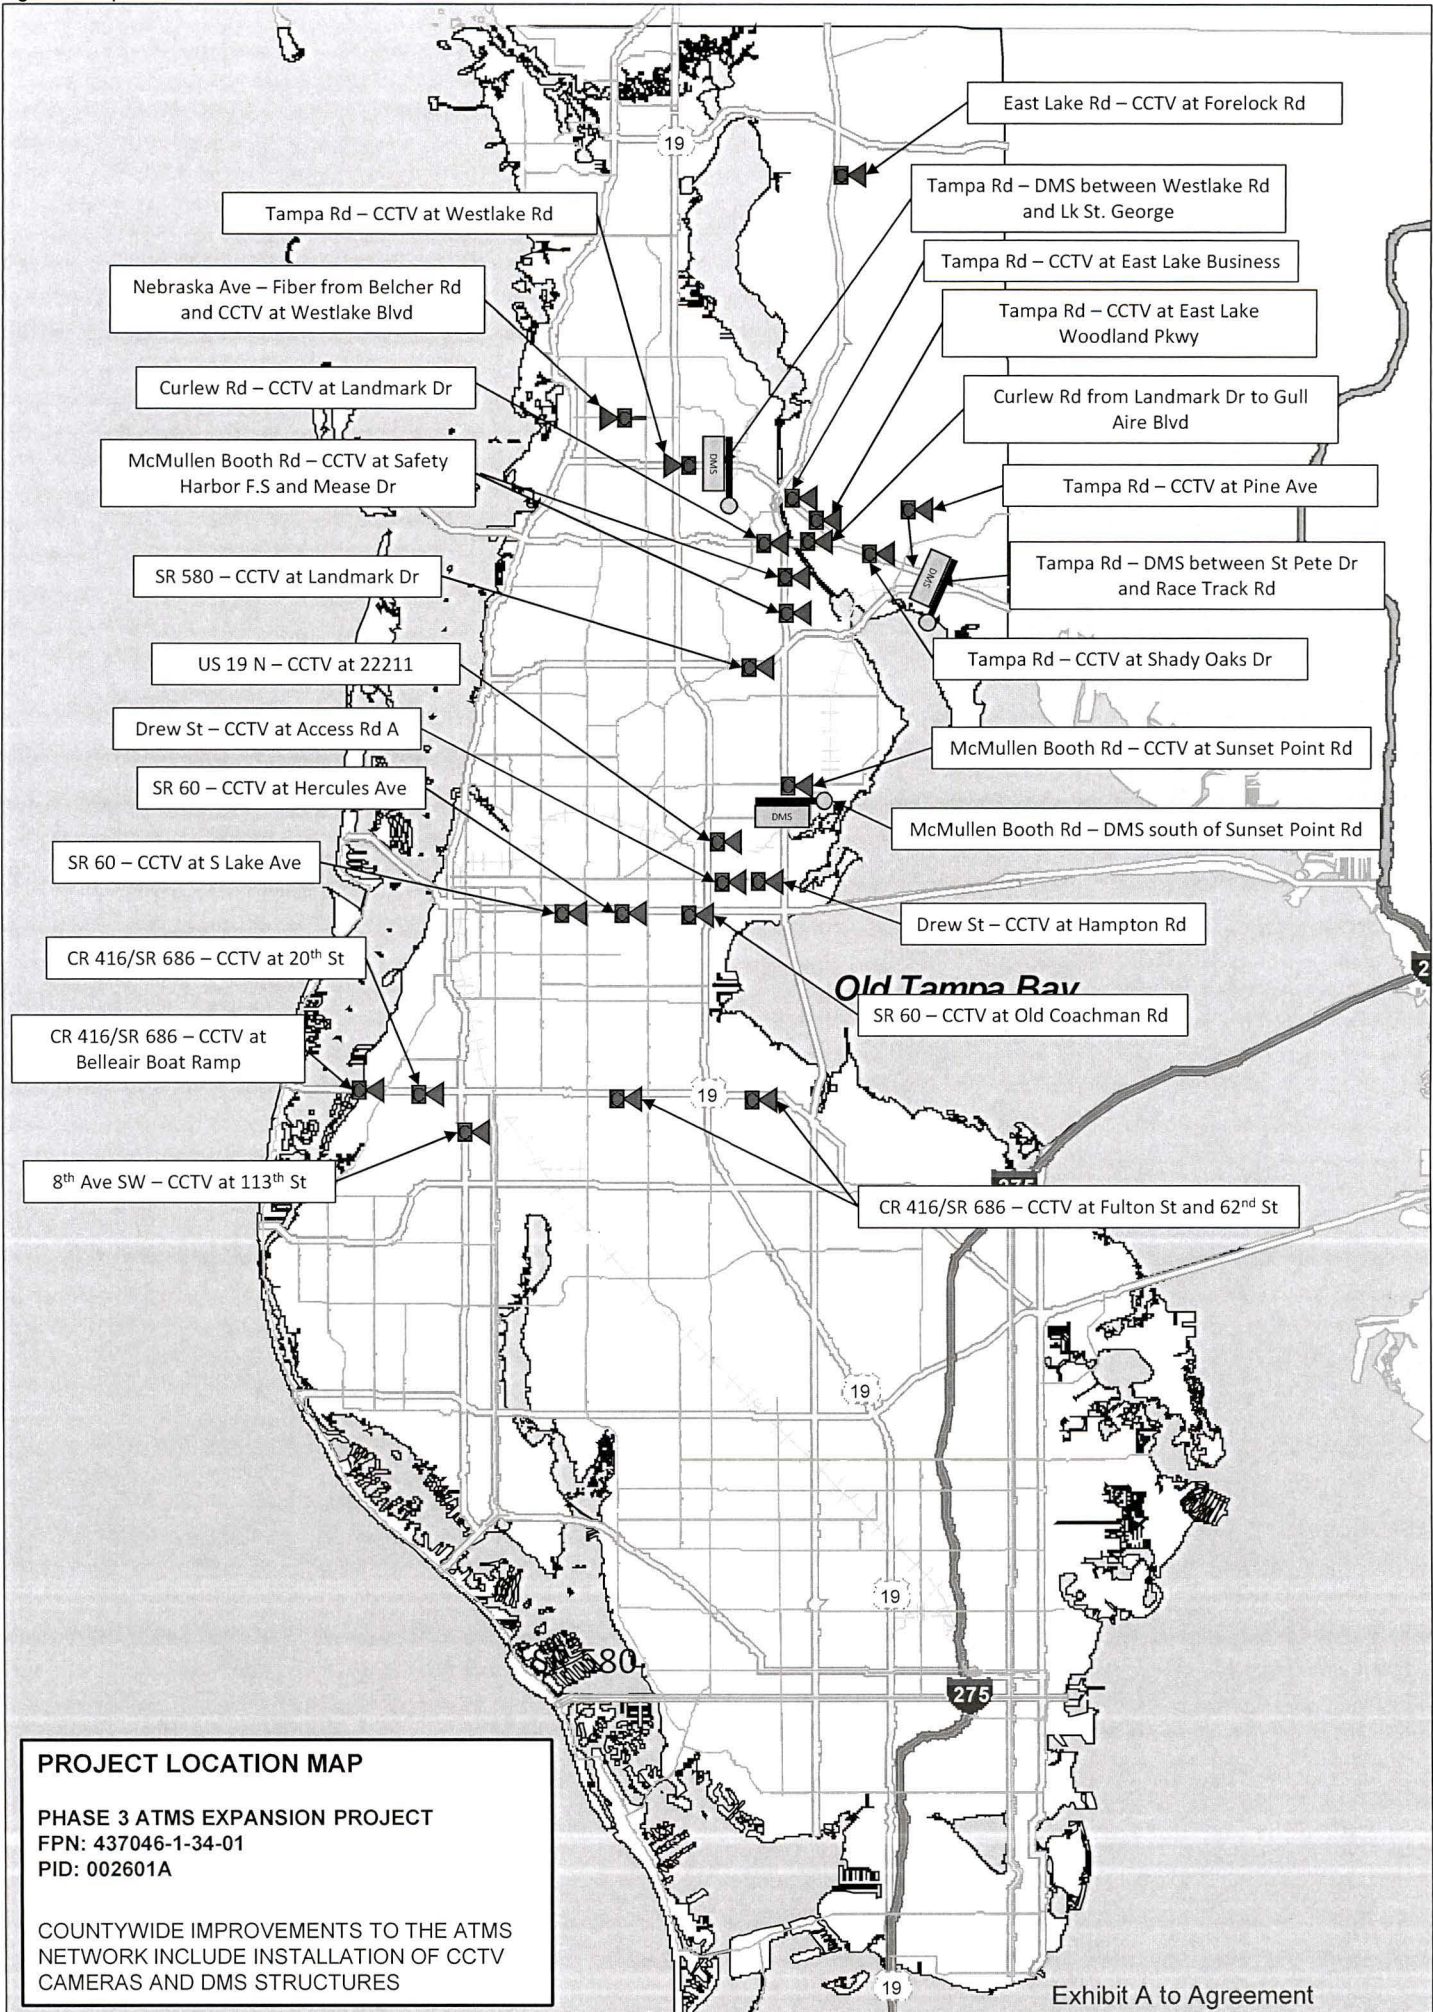 East Lake Rd – CCTV at Forelock Rd
19
Tampa Rd – DMS between Westlake Rd
and Lk St. George
Tampa Rd – CCTV at Westlake Rd
Tampa Rd – CCTV at East Lake Business
Nebraska Ave – Fiber from Belcher Rd
and CCTV at Westlake Blvd
Tampa Rd – CCTV at East Lake
Woodland Pkwy
Curlew Rd – CCTV at Landmark Dr
Curlew Rd from Landmark Dr to Gull
Aire Blvd
DMS
McMullen Booth Rd – CCTV at Safety
Harbor F.S and Mease Dr
Tampa Rd – CCTV at Pine Ave
SR 580 – CCTV at Landmark Dr
DMS
Tampa Rd – DMS between St Pete Dr
and Race Track Rd
US 19 N – CCTV at 22211
Tampa Rd – CCTV at Shady Oaks Dr
Drew St – CCTV at Access Rd A
McMullen Booth Rd – CCTV at Sunset Point Rd
SR 60 – CCTV at Hercules Ave
DMS
McMullen Booth Rd – DMS south of Sunset Point Rd
SR 60 – CCTV at S Lake Ave
Drew St – CCTV at Hampton Rd
CR 416/SR 686 – CCTV at 20th St
2
Old Tampa Bay
SR 60 – CCTV at Old Coachman Rd
CR 416/SR 686 – CCTV at
Belleair Boat Ramp
19
8th Ave SW – CCTV at 113th St
275
CR 416/SR 686 – CCTV at Fulton St and 62nd St
19
19
580
275
PROJECT LOCATION MAP
PHASE 3 ATMS EXPANSION PROJECT
FPN: 437046-1-34-01
PID: 002601A
COUNTYWIDE IMPROVEMENTS TO THE ATMS
NETWORK INCLUDE INSTALLATION OF CCTV
CAMERAS AND DMS STRUCTURES
19
Exhibit A to Agreement